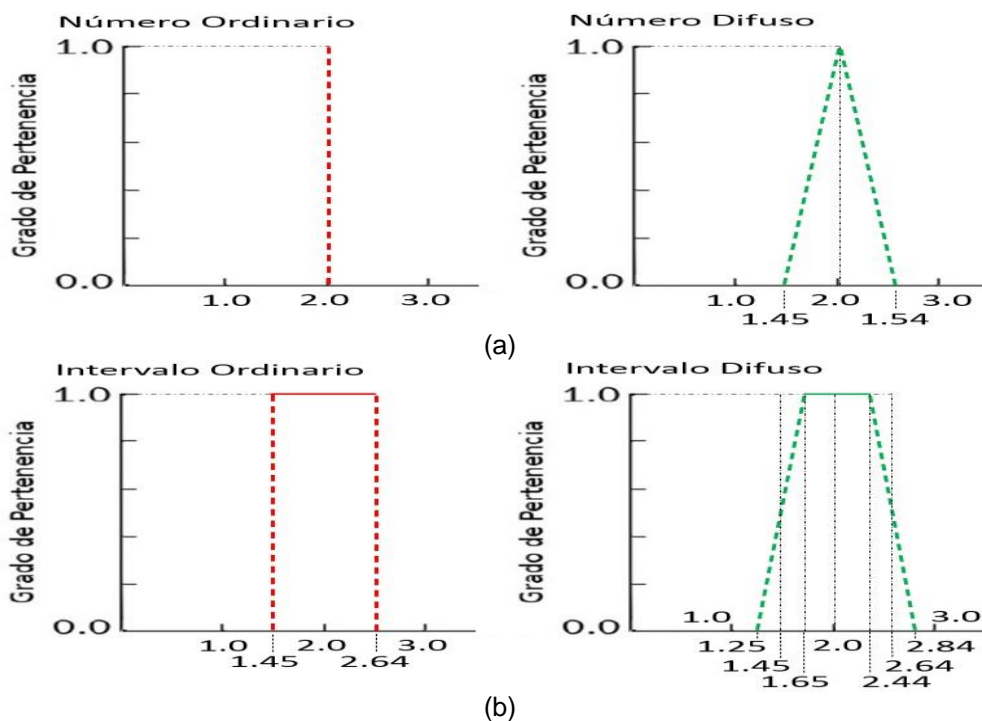 Número Ordinario
1.0
Grado de Pertenencia
0.0
1.0 2.0 3.0
Número Difuso
1.0
Grado de Pertenencia
0.0
1.0 2.0 3.0
1.45 1.54
(a)
Intervalo Ordinario
1.0
Grado de Pertenencia
0.0
1.0 2.0 3.0
1.45 2.64
Intervalo Difuso
1.0
Grado de Pertenencia
0.0
1.0 3.0
1.25 2.0 2.84
1.45 2.64
1.65 2.44
(b)